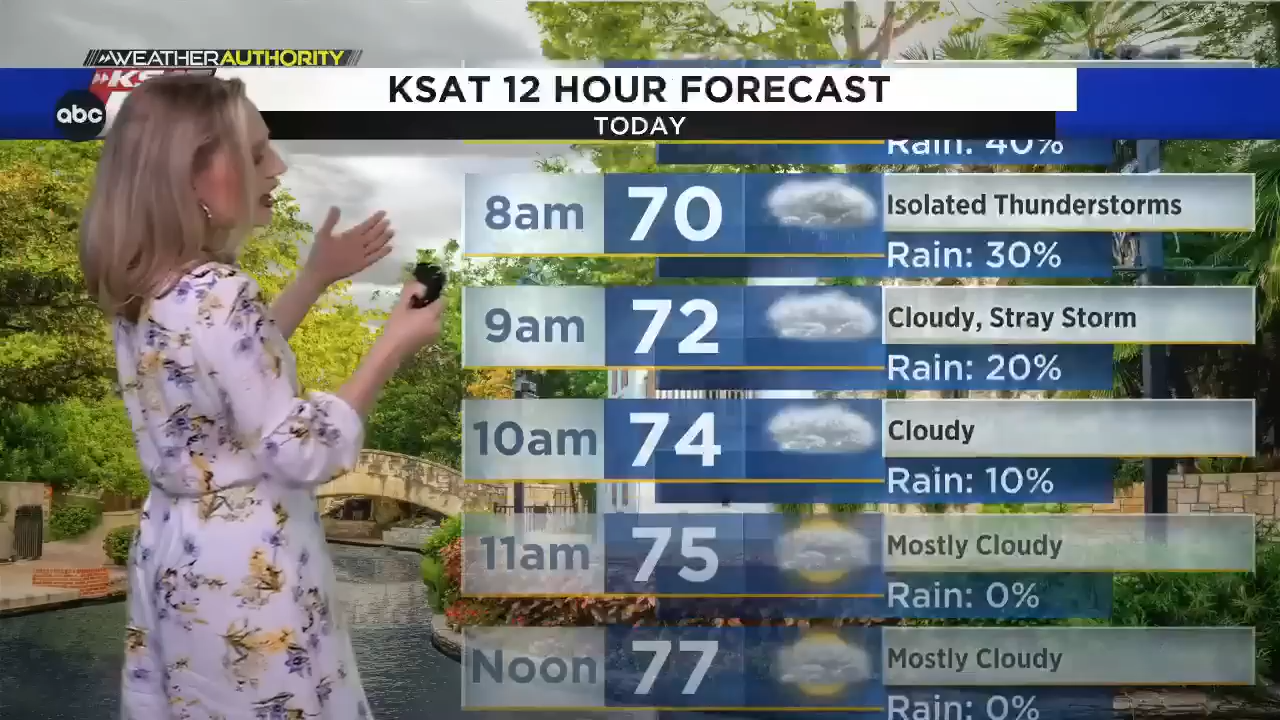 WEATHERAUTHORITY
KSAT
abc
KSAT 12 HOUR FORECAST
TODAY
Rain: 40%
8am 70 Isolated Thunderstorms
Rain: 30%
9am 72 Cloudy, Stray Storm
Rain: 20%
10am 74 Cloudy
Rain: 10%
11am 75 Mostly Cloudy
Rain: 0%
Noon 77 Mostly Cloudy
Rain: 0%